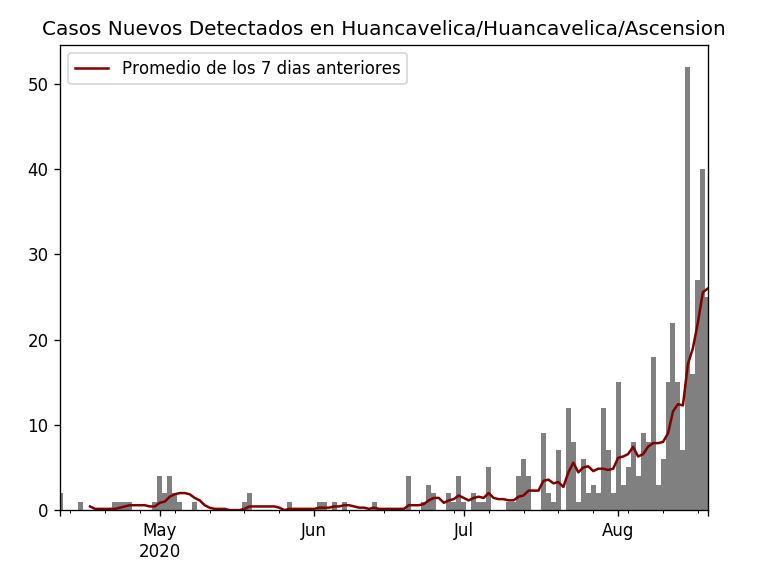 Casos Nuevos Detectados en Huancavelica/Huancavelica/Ascension
Promedio de los 7 dias anteriores
50
40
30
20
10
0
May Jun Jul Aug
2020